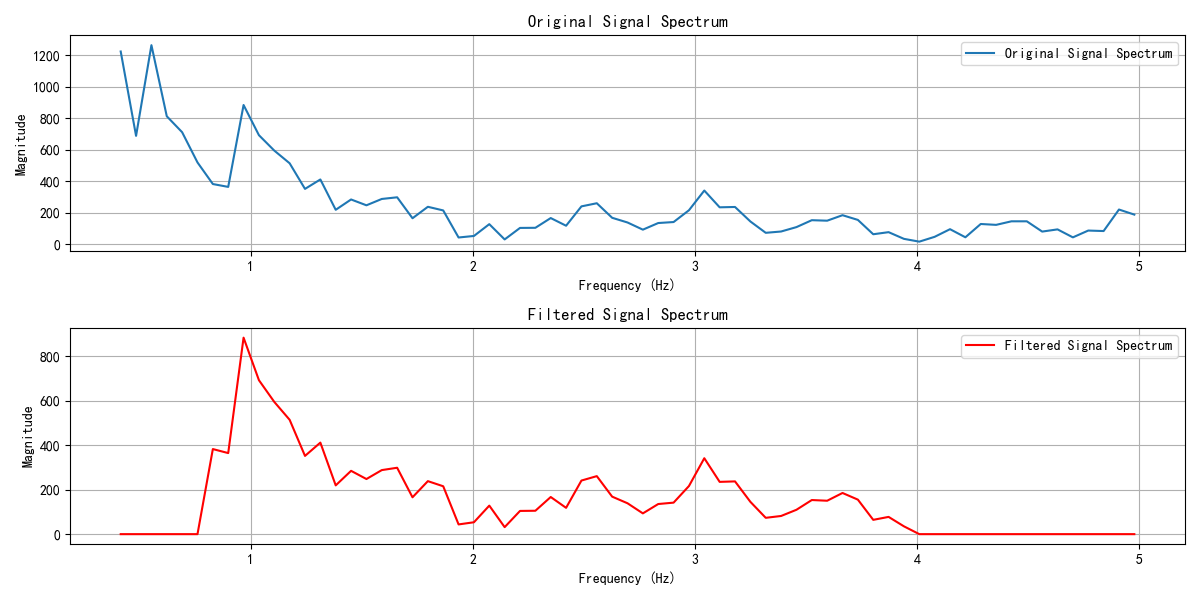 Original Signal Spectrum
Original Signal Spectrum
Magnitude
1200
1000
800
600
400
200
0
1 2 3 4 5
Frequency (Hz)
Filtered Signal Spectrum
Filtered Signal Spectrum
Magnitude
800
600
400
200
0
1 2 3 4 5
Frequency (Hz)